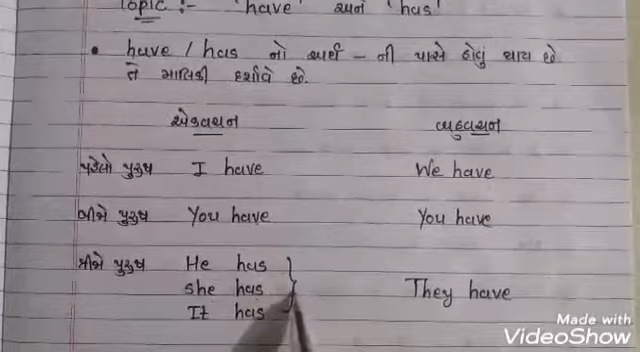 Topic :- 'have' અને 'has'
• have / has નો અર્થ - ની પાસે હોવું થાય છે
તે માલિકી દર્શાવે છે.
એકવચન બહુવચન
પહેલો પુરુષ I have We have
બીજો પુરુષ You have You have
ત્રીજો પુરુષ He has
she has They have
It has
Made with
VideoShow